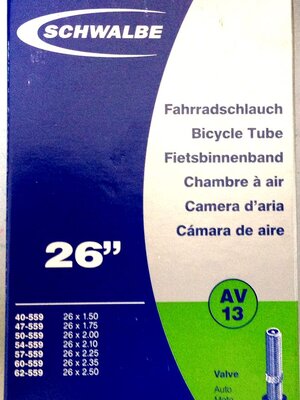 SCHWALBE
Fahrradschlauch
Bicycle Tube
Fietsbinnenband
Chambre à air
Camera d'aria
Cámara de aire
26"
40-559 26 x 1.50
47-559 26 x 1.75
50-559 26 x 2.00
54-559 26 x 2.10
57-559 26 x 2.25
60-559 26 x 2.35
62-559 26 x 2.50
AV
13
Valve
Auto
Moto